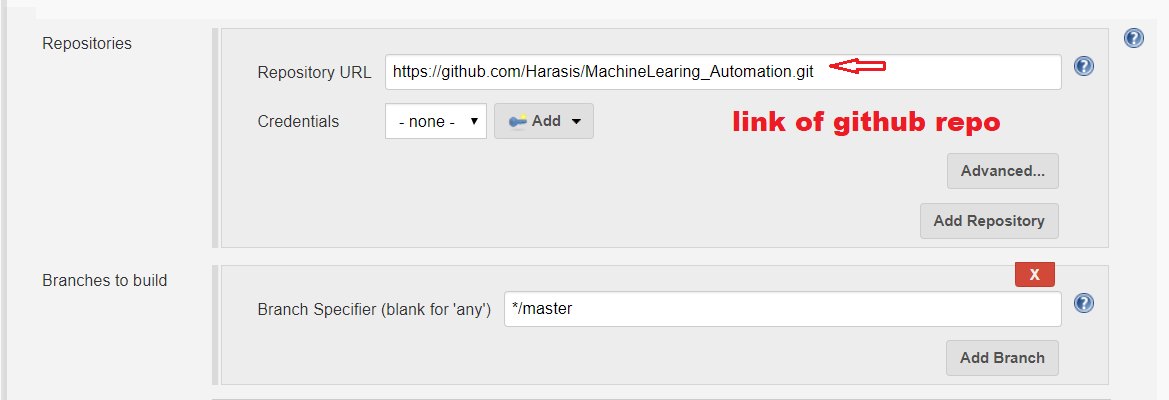 Repositories
Repository URL https://github.com/Harasis/MachineLearing_Automation.git
Credentials - none - Add
link of github repo
Advanced...
Add Repository
Branches to build
X
Branch Specifier (blank for 'any') */master
Add Branch